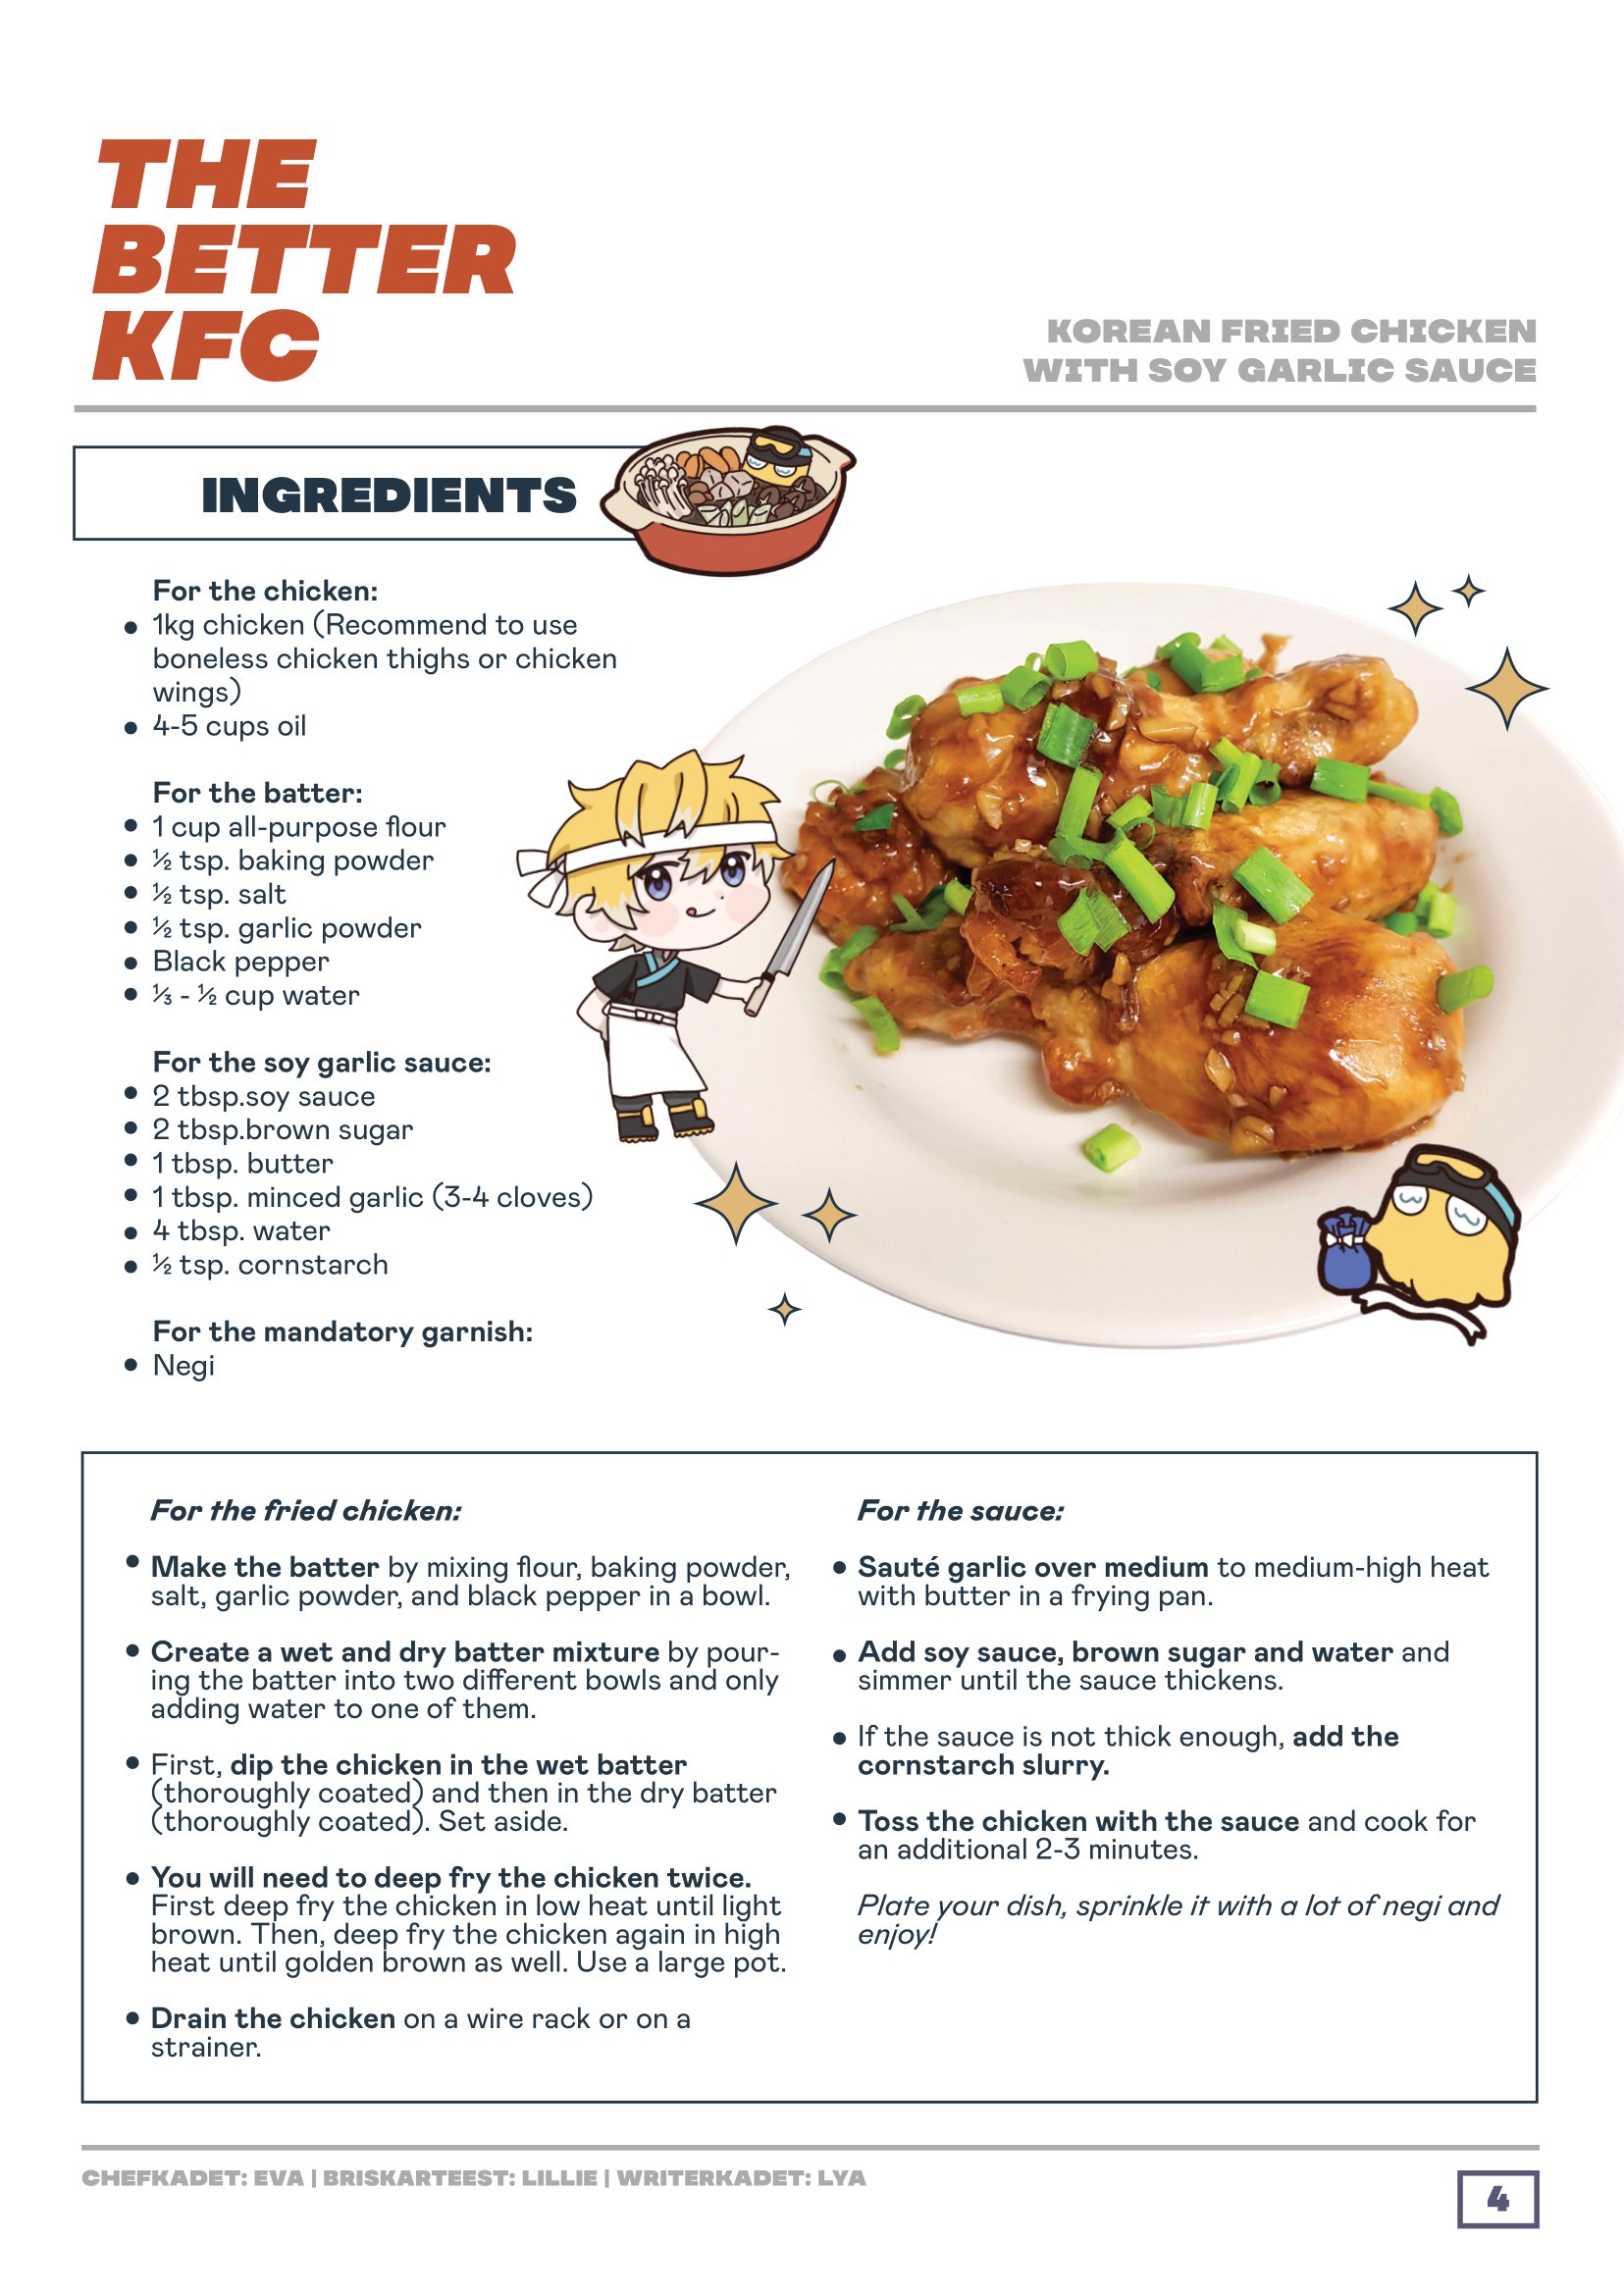 THE
BETTER
KFC
KOREAN FRIED CHICKEN
WITH SOY GARLIC SAUCE
INGREDIENTS
For the chicken:
• 1kg chicken (Recommend to use
boneless chicken thighs or chicken
wings)
• 4-5 cups oil
For the batter:
• 1 cup all-purpose flour
• ½ tsp. baking powder
• ½ tsp. salt
• ½ tsp. garlic powder
• Black pepper
• ⅓ - ½ cup water
For the soy garlic sauce:
• 2 tbsp.soy sauce
• 2 tbsp.brown sugar
• 1 tbsp. butter
• 1 tbsp. minced garlic (3-4 cloves)
• 4 tbsp. water
• ½ tsp. cornstarch
For the mandatory garnish:
• Negi
For the fried chicken:
• Make the batter by mixing flour, baking powder,
salt, garlic powder, and black pepper in a bowl.
• Create a wet and dry batter mixture by pour-
ing the batter into two different bowls and only
adding water to one of them.
• First, dip the chicken in the wet batter
(thoroughly coated) and then in the dry batter
(thoroughly coated). Set aside.
• You will need to deep fry the chicken twice.
First deep fry the chicken in low heat until light
brown. Then, deep fry the chicken again in high
heat until golden brown as well. Use a large pot.
• Drain the chicken on a wire rack or on a
strainer.
For the sauce:
• Sauté garlic over medium to medium-high heat
with butter in a frying pan.
• Add soy sauce, brown sugar and water and
simmer until the sauce thickens.
• If the sauce is not thick enough, add the
cornstarch slurry.
• Toss the chicken with the sauce and cook for
an additional 2-3 minutes.
Plate your dish, sprinkle it with a lot of negi and
enjoy!
CHEFKADET: EVA | BRISKARTEEST: LILLIE | WRITERKADET: LYA
4